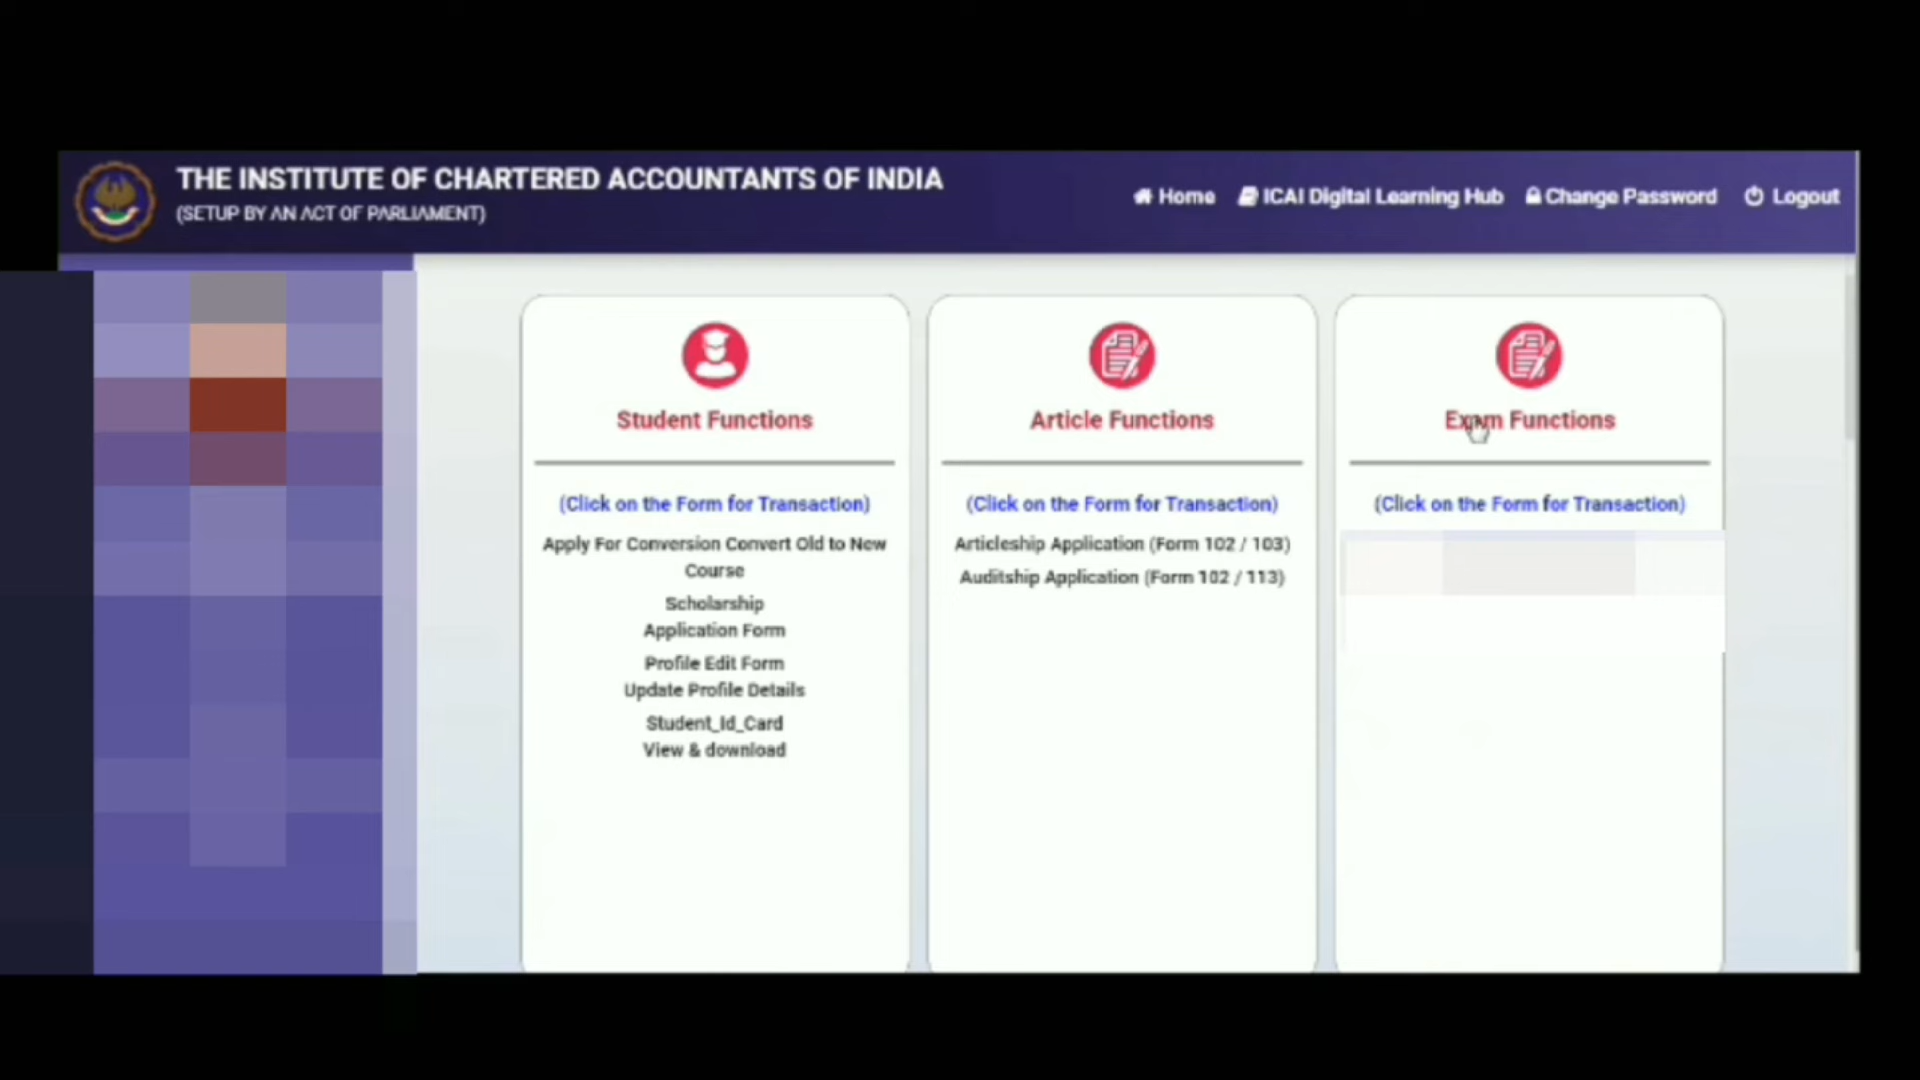 THE INSTITUTE OF CHARTERED ACCOUNTANTS OF INDIA
(SETUP BY AN ACT OF PARLIAMENT)
Home ICAI Digital Learning Hub Change Password Logout
Student Functions
(Click on the Form for Transaction)
Apply For Conversion Convert Old to New
Course
Scholarship
Application Form
Profile Edit Form
Update Profile Details
Student_Id_Card
View & download
Article Functions
(Click on the Form for Transaction)
Articleship Application (Form 102 / 103)
Auditship Application (Form 102 / 113)
Exam Functions
(Click on the Form for Transaction)